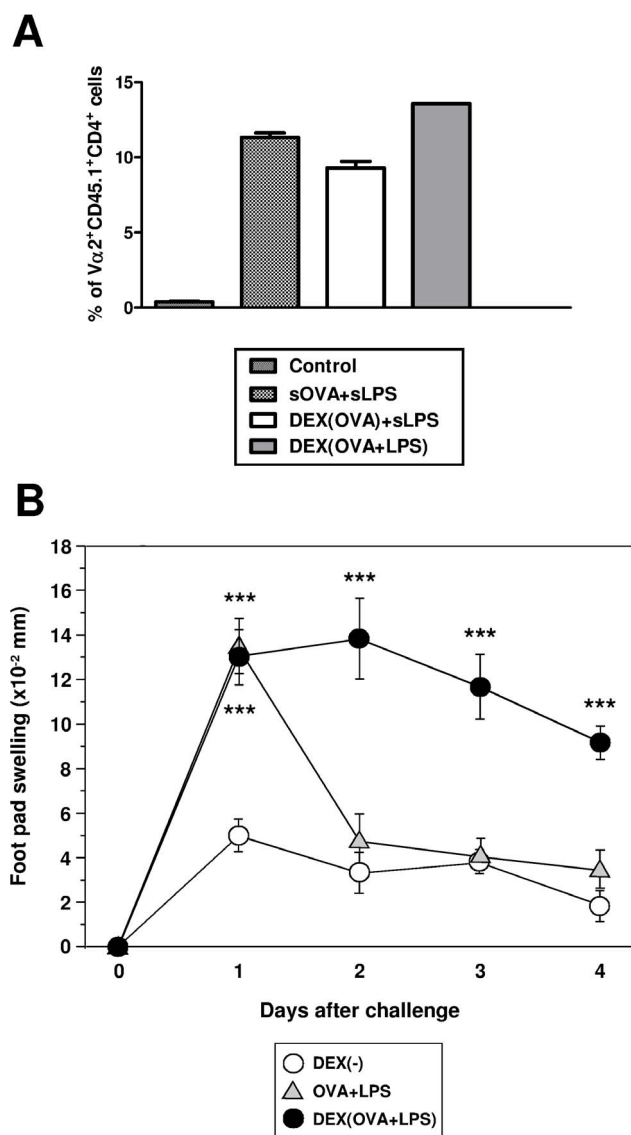 A
% of Vα2⁺CD45.1⁺CD4⁺ cells
15
10
5
0
Control
sOVA+sLPS
DEX(OVA)+sLPS
DEX(OVA+LPS)
B
Foot pad swelling (x10⁻² mm)
18
16
14
12
10
8
6
4
2
0
***
***
***
***
***
0 1 2 3 4
Days after challenge
DEX(-)
OVA+LPS
DEX(OVA+LPS)